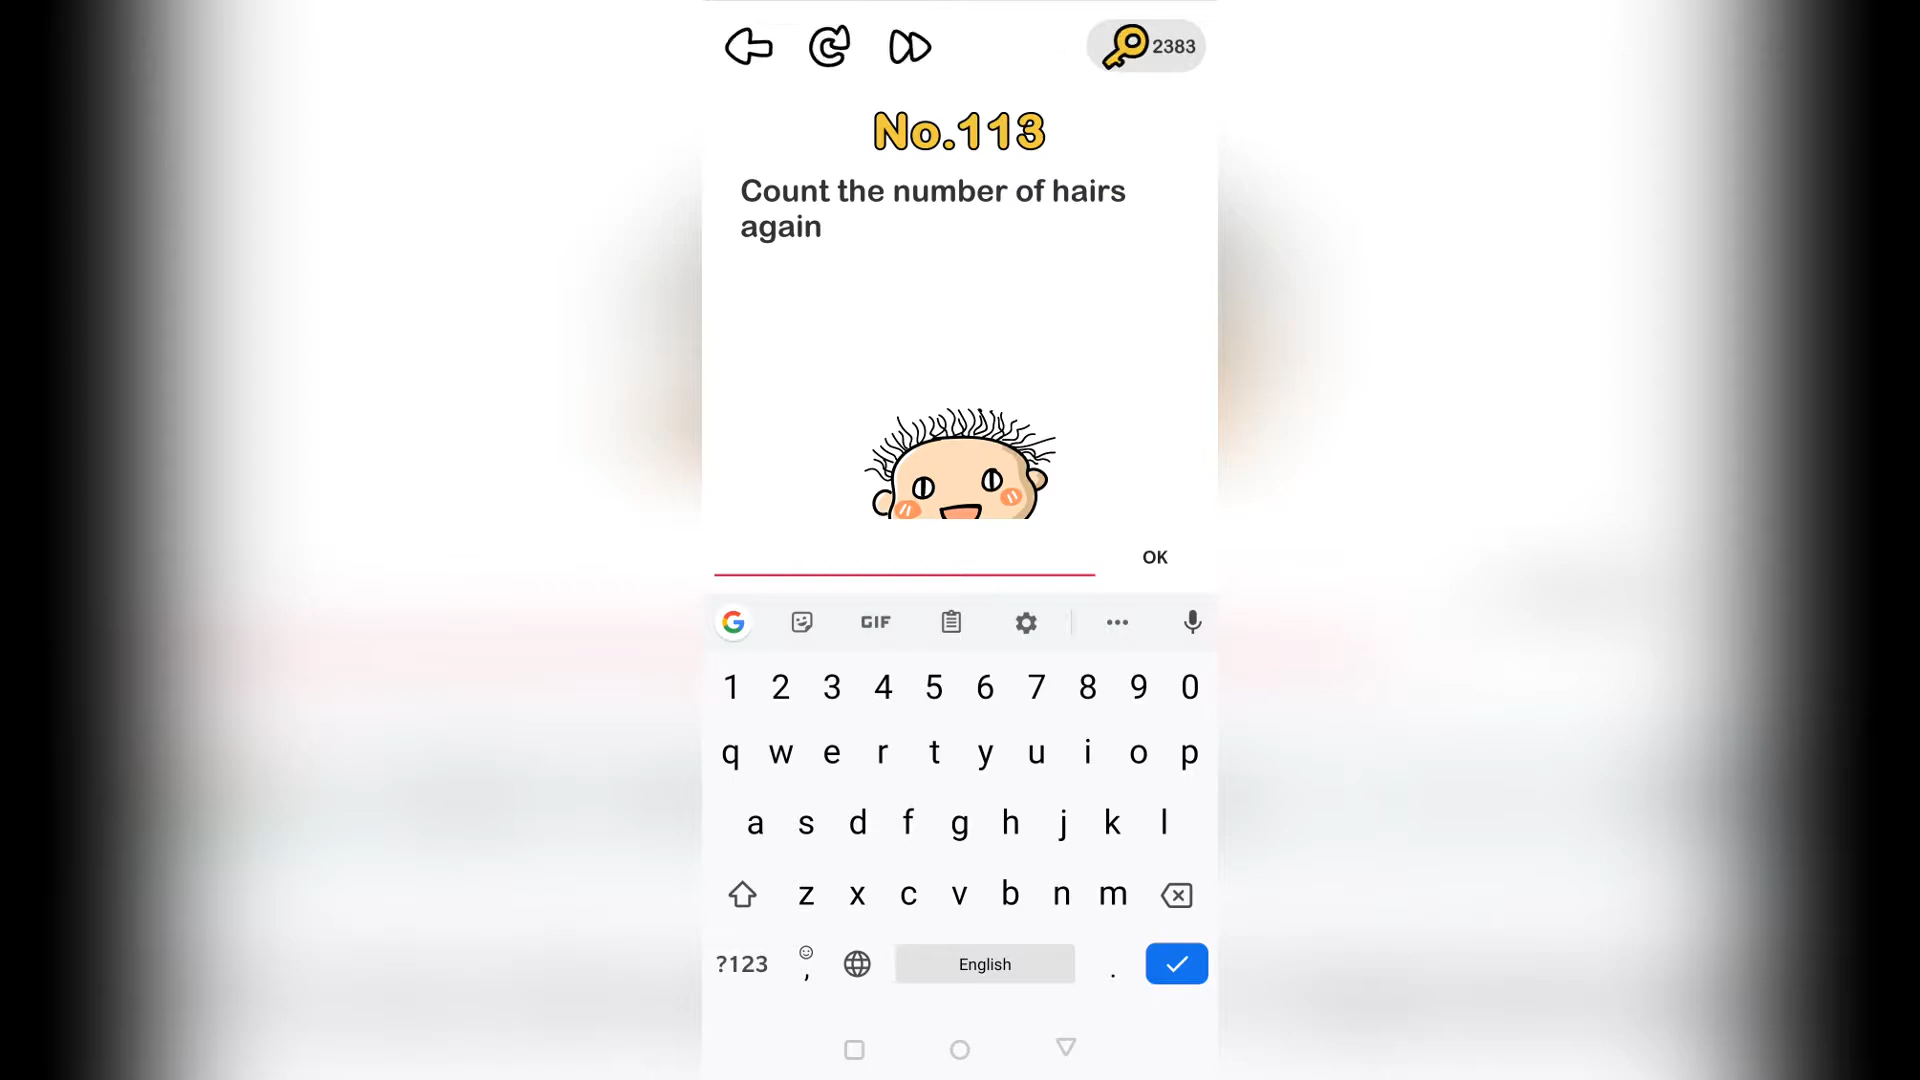 2383
No.113
Count the number of hairs
again
OK
G GIF
1 2 3 4 5 6 7 8 9 0
q w e r t y u i o p
a s d f g h j k l
z x c v b n m
?123 , English .